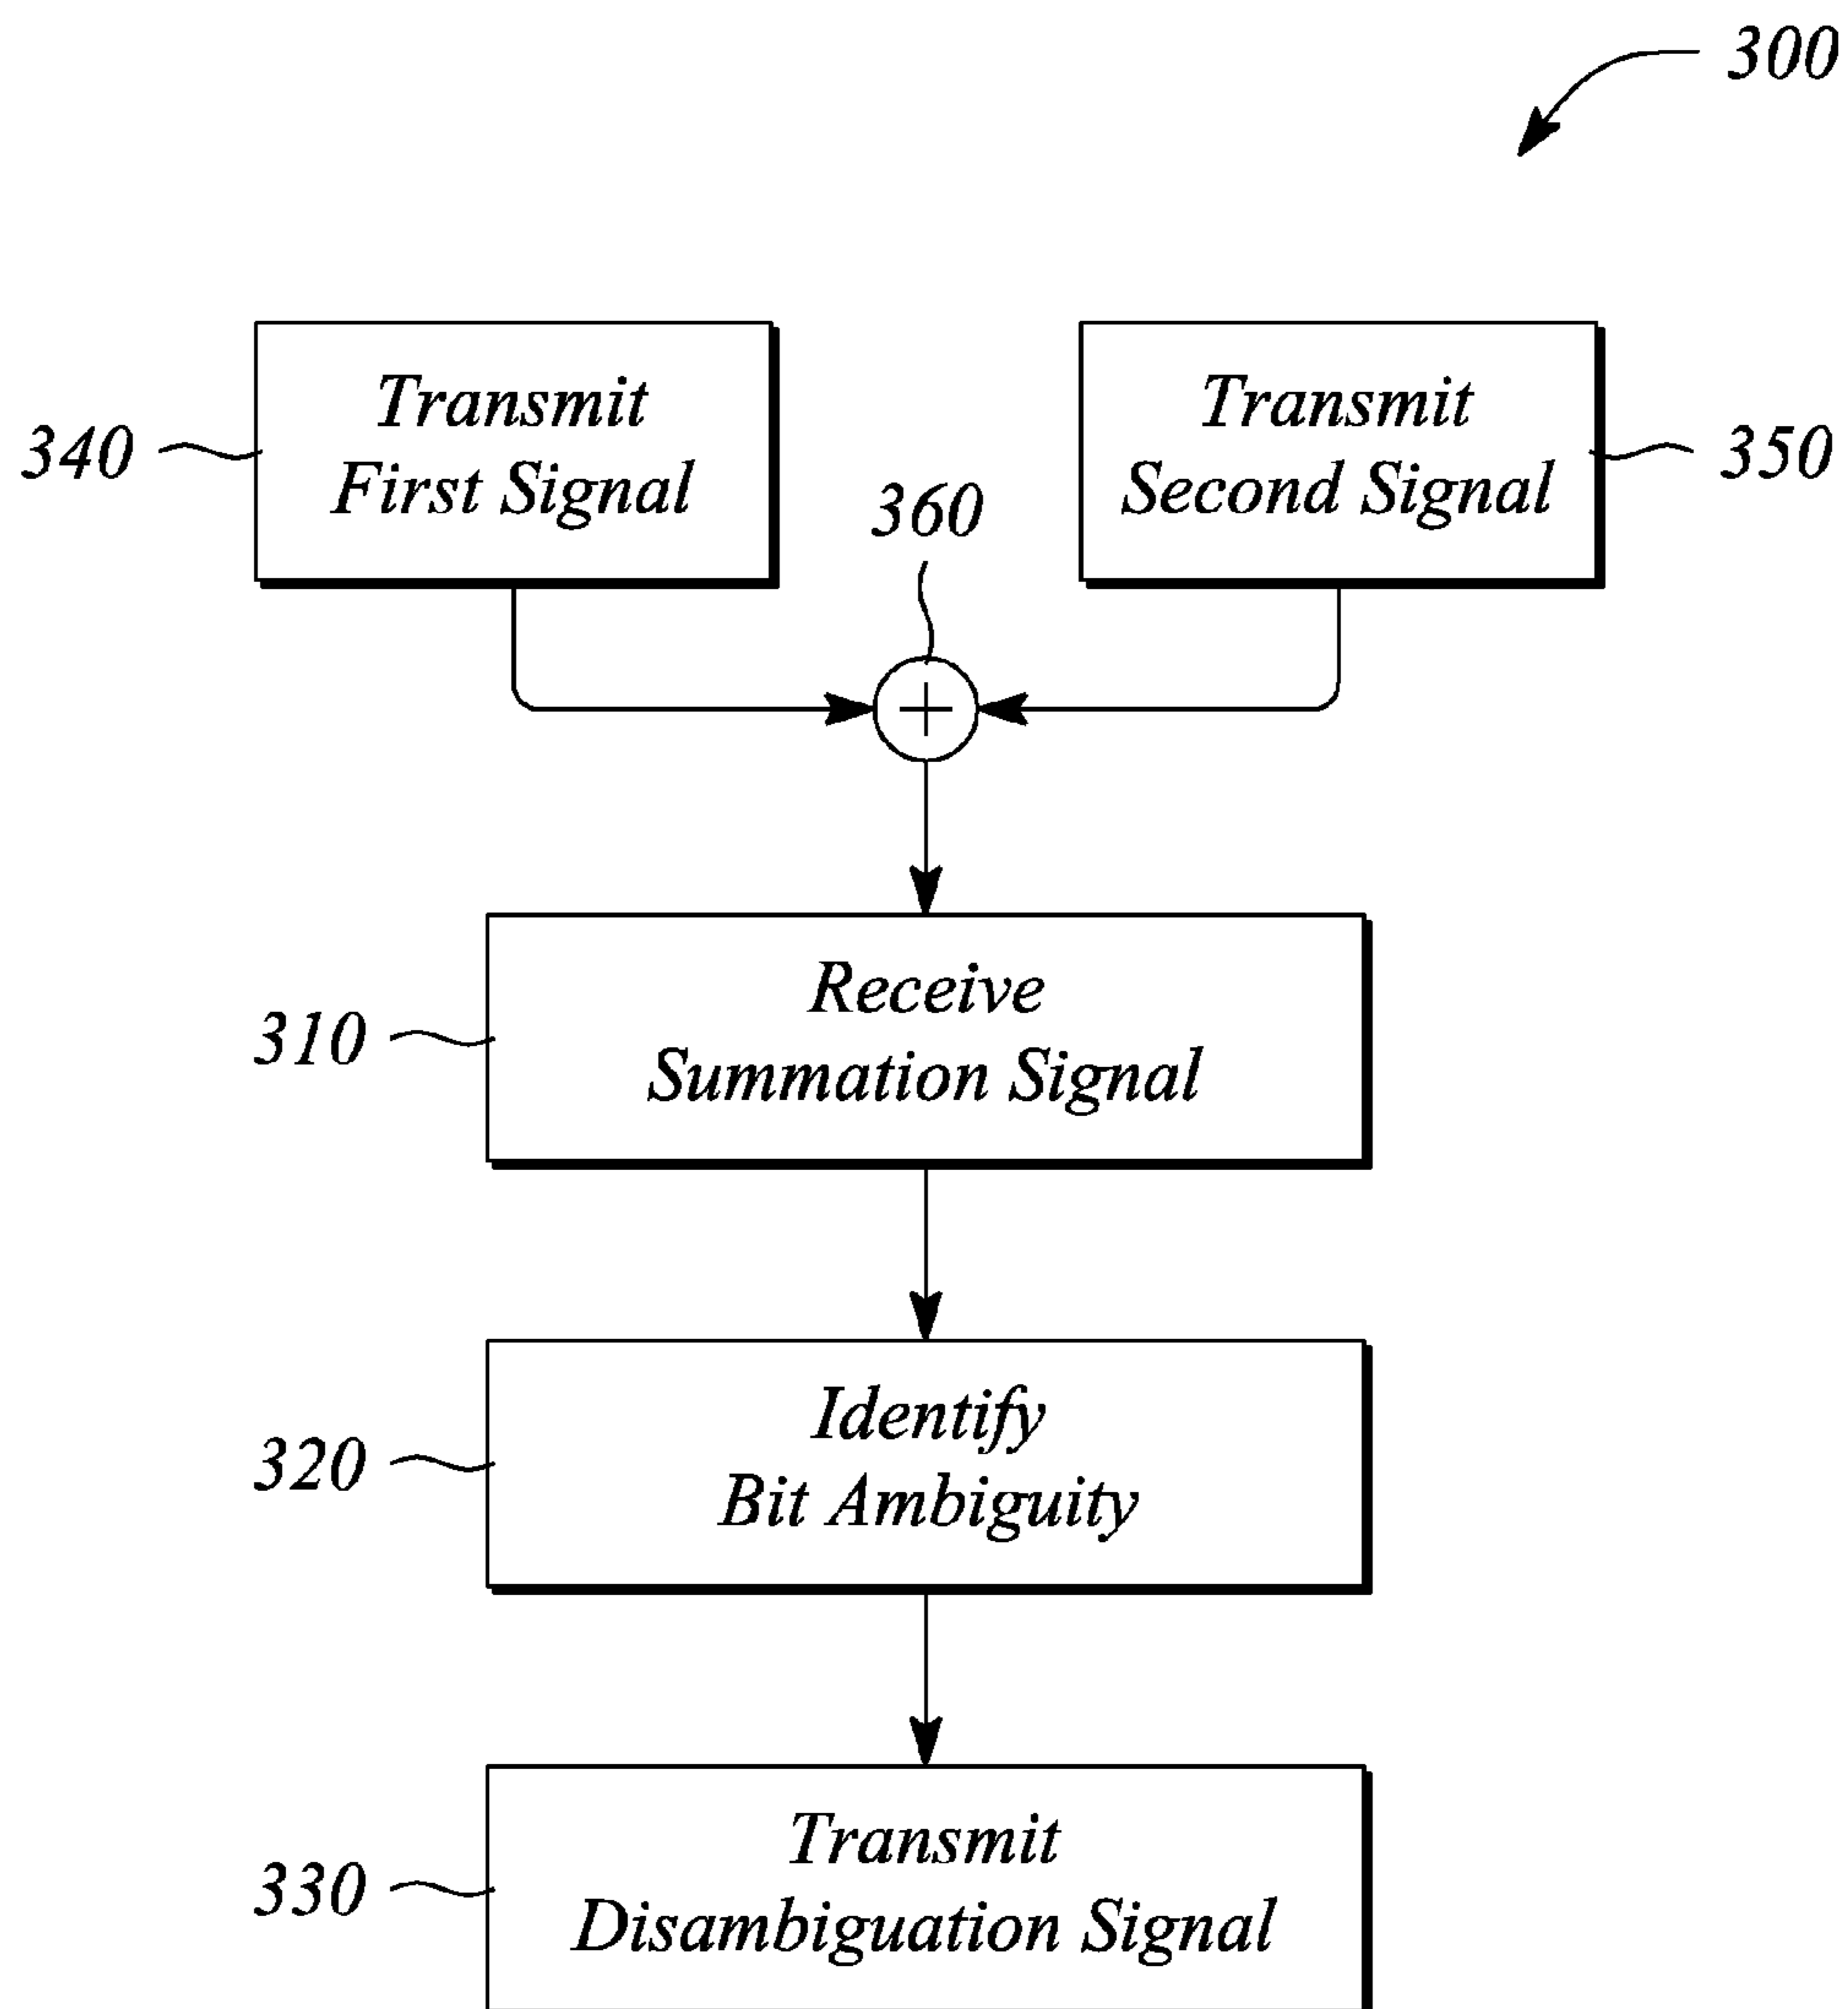 300
Transmit
First Signal
340
Transmit
Second Signal
350
360
+
Receive
Summation Signal
310
Identify
Bit Ambiguity
320
Transmit
Disambiguation Signal
330